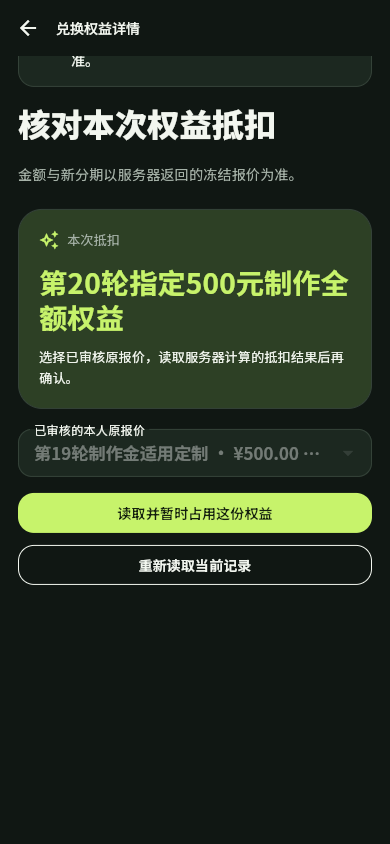 兑换权益详情
准。
核对本次权益抵扣
金额与新分期以服务器返回的冻结报价为准。
本次抵扣
第20轮指定500元制作全
额权益
选择已审核原报价，读取服务器计算的抵扣结果后再
确认。
已审核的本人原报价
第19轮制作金适用定制 · ¥500.00 ···
读取并暂时占用这份权益
重新读取当前记录